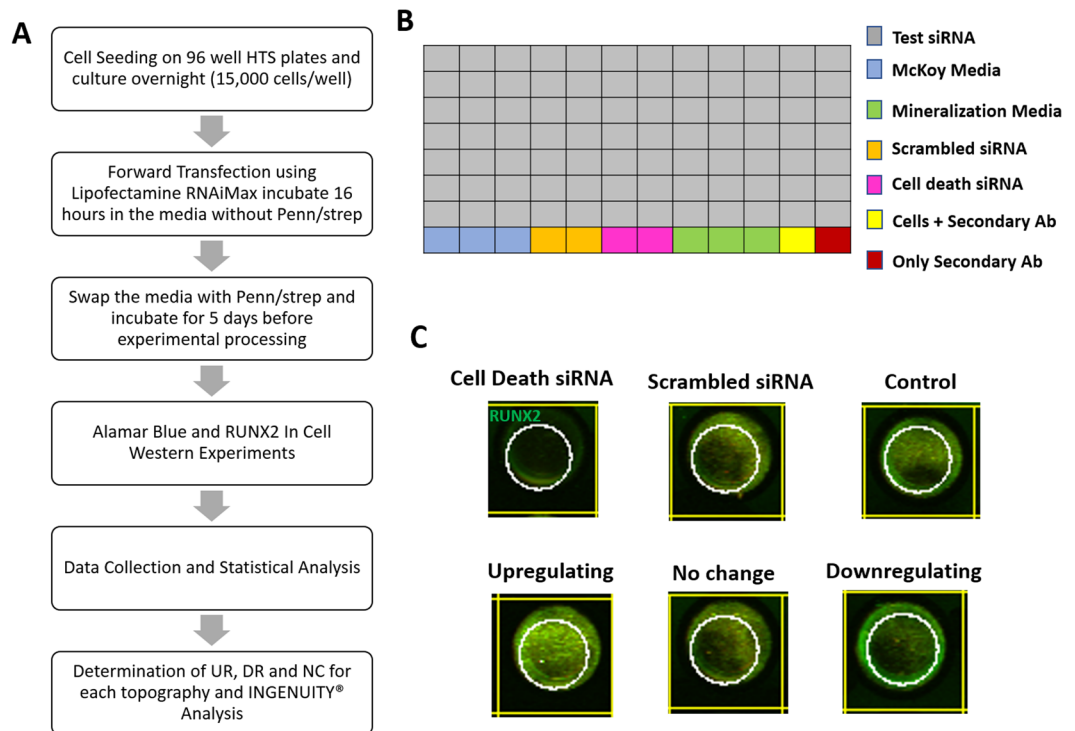 A
Cell Seeding on 96 well HTS plates and
culture overnight (15,000 cells/well)
Forward Transfection using
Lipofectamine RNAiMax incubate 16
hours in the media without Penn/strep
Swap the media with Penn/strep and
incubate for 5 days before
experimental processing
Alamar Blue and RUNX2 In Cell
Western Experiments
Data Collection and Statistical Analysis
Determination of UR, DR and NC for
each topography and INGENUITY®
Analysis
B
Test siRNA
McKoy Media
Mineralization Media
Scrambled siRNA
Cell death siRNA
Cells + Secondary Ab
Only Secondary Ab
C
Cell Death siRNA
Scrambled siRNA
Control
RUNX2
Upregulating
No change
Downregulating